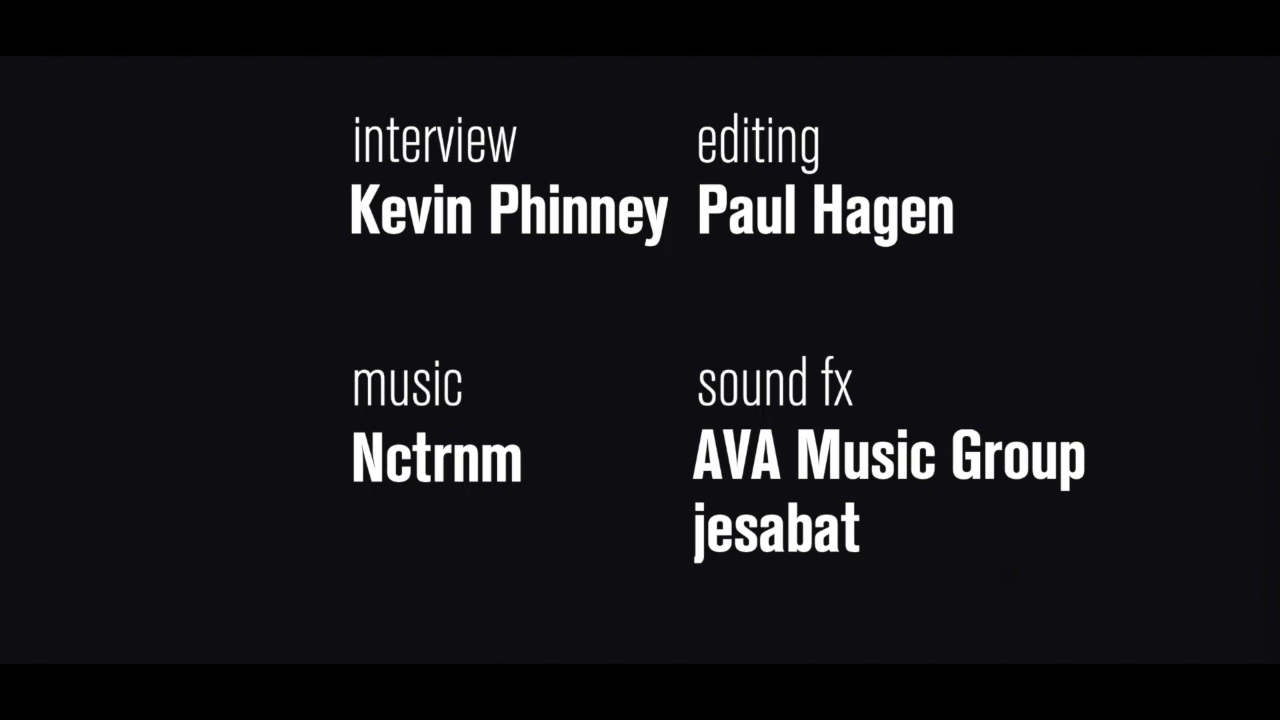 interview
Kevin Phinney
editing
Paul Hagen
music
Nctrnm
sound fx
AVA Music Group
jesabat